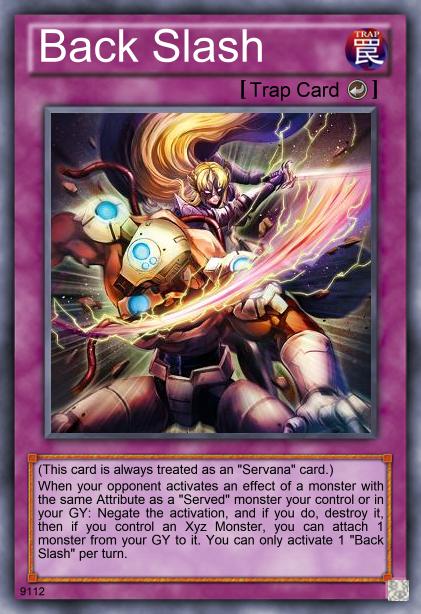 Back Slash
TRAP
罠
[ Trap Card ]
(This card is always treated as an "Servana" card.)
When your opponent activates an effect of a monster with
the same Attribute as a "Served" monster your control or in
your GY: Negate the activation, and if you do, destroy it,
then if you control an Xyz Monster, you can attach 1
monster from your GY to it. You can only activate 1 "Back
Slash" per turn.
9112